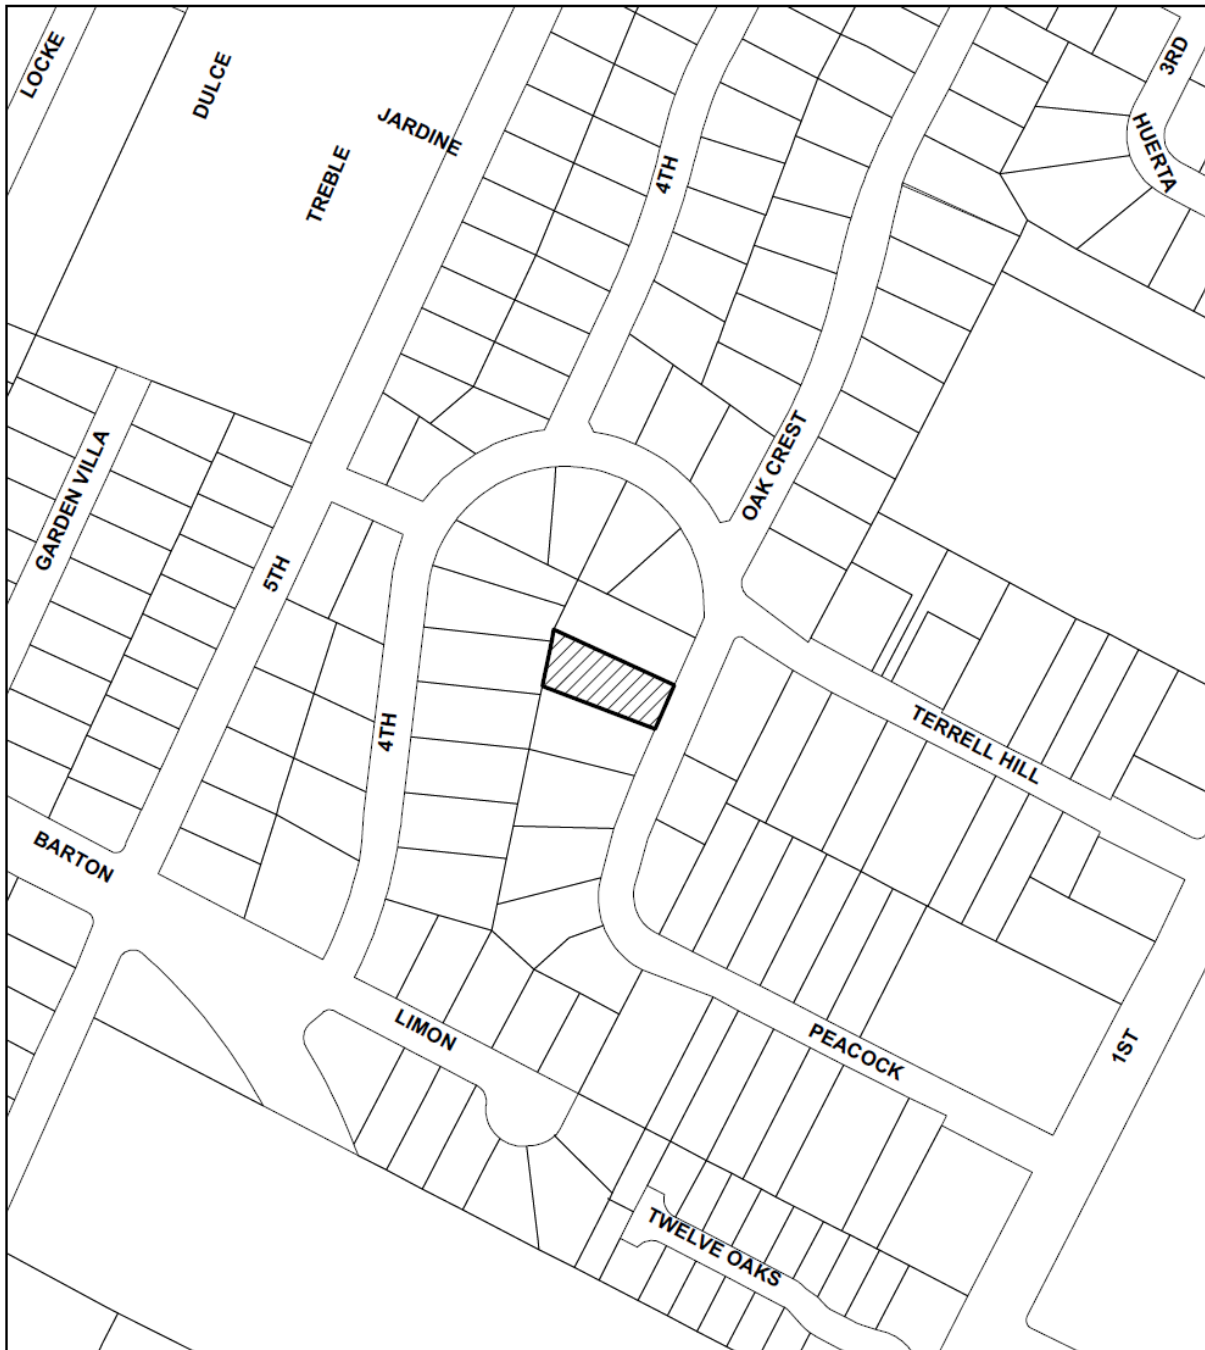 LOCKE
DULCE
3RD
JARDINE
HUERTA
4TH
TREBLE
OAK CREST
GARDEN VILLA
5TH
4TH
TERRELL HILL
BARTON
LIMON
PEACOCK
1ST
TWELVE OAKS